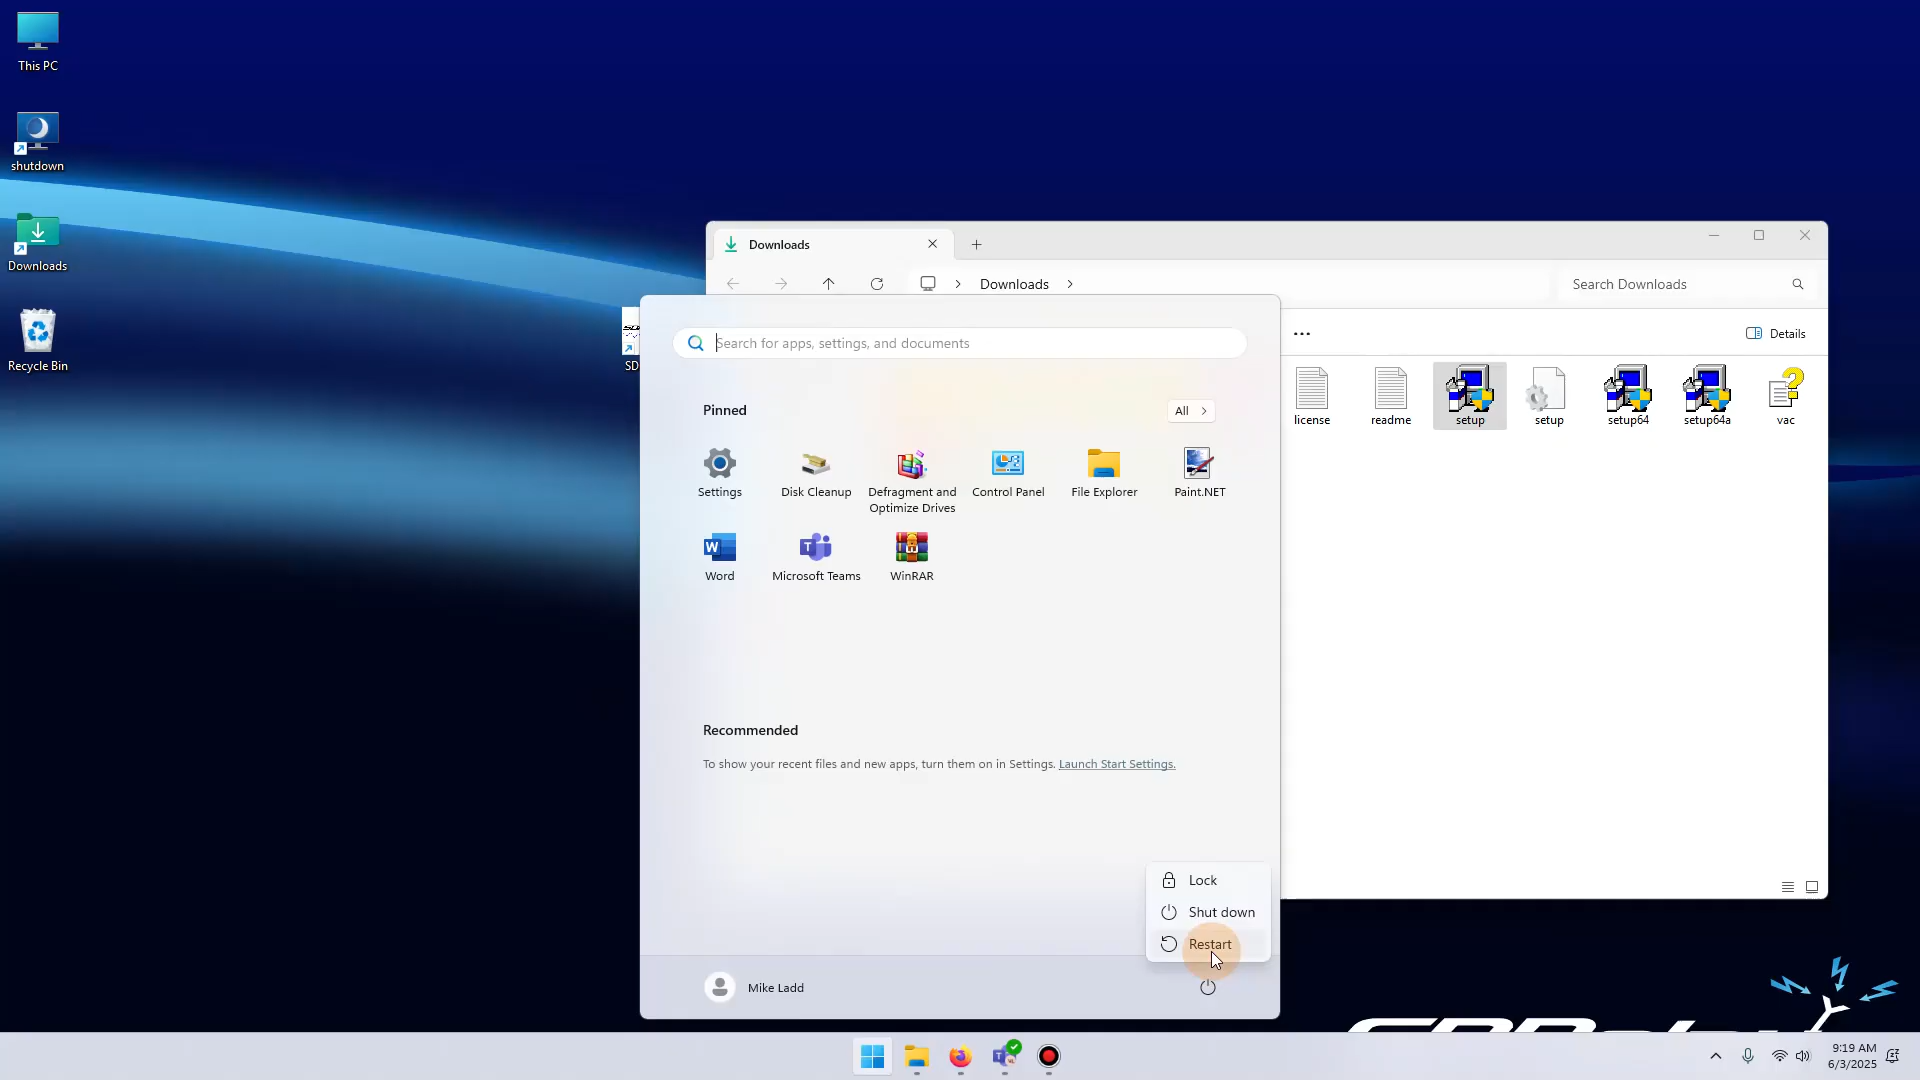 This PC
shutdown
Downloads
Recycle Bin
SD
Downloads
Downloads
Search Downloads
Details
license
readme
setup
setup
setup64
setup64a
vac
Search for apps, settings, and documents
Pinned
All
Settings
Disk Cleanup
Defragment and
Optimize Drives
Control Panel
File Explorer
Paint.NET
Word
Microsoft Teams
WinRAR
Recommended
To show your recent files and new apps, turn them on in Settings. Launch Start Settings.
Lock
Shut down
Restart
Mike Ladd
9:19 AM
6/3/2025